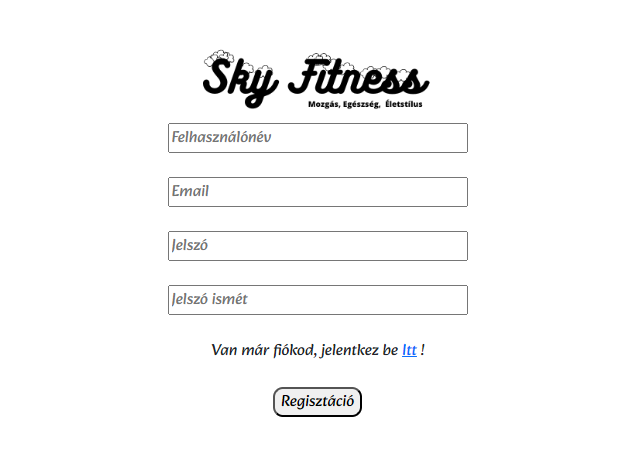 Sky Fitness
Mozgás, Egészség, Életstílus
Felhasználónév
Email
Jelszó
Jelszó ismét
Van már fiókod, jelentkez be Itt !
Regisztáció